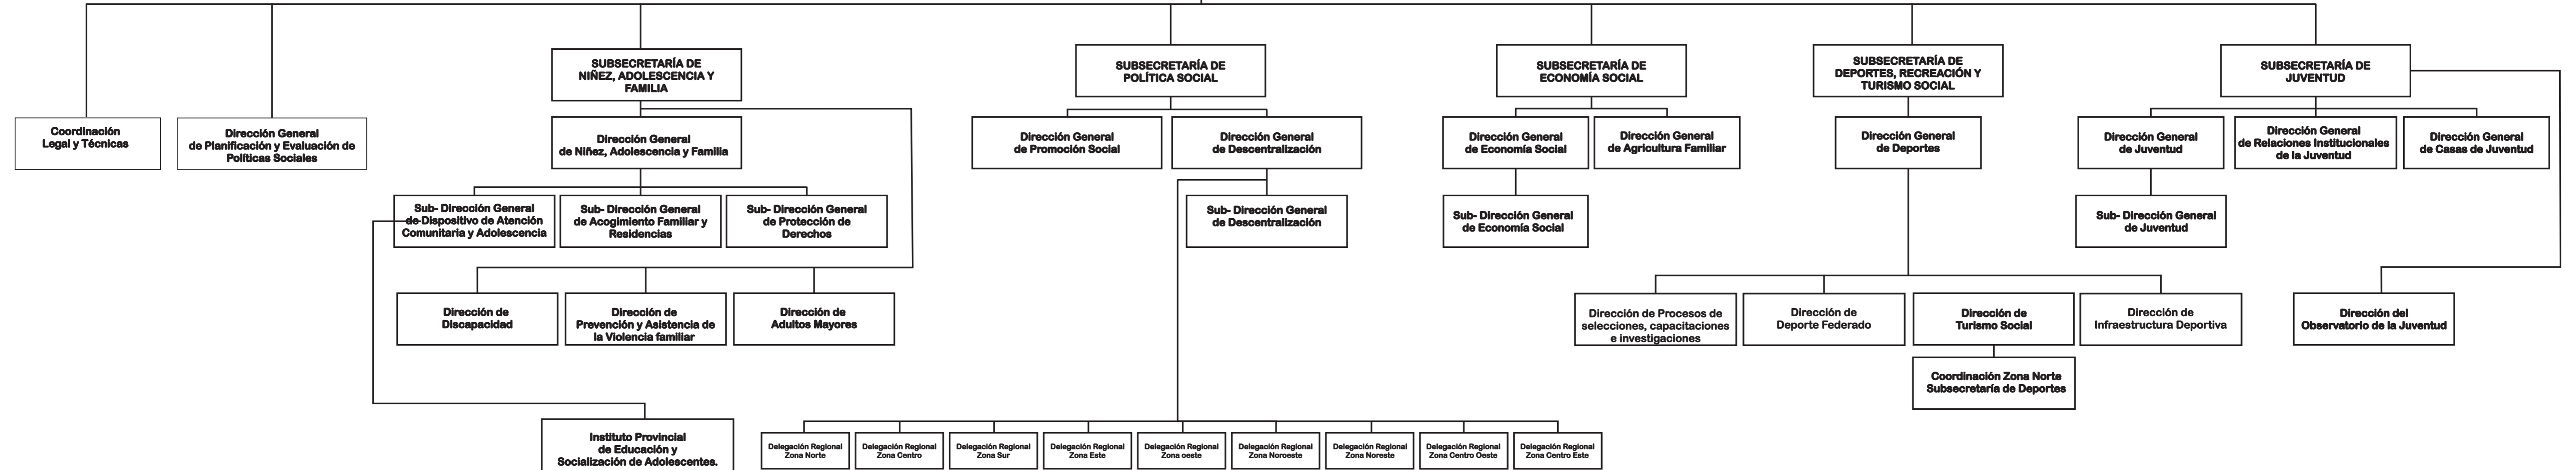 SUBSECRETARÍA DE
NIÑEZ, ADOLESCENCIA Y
FAMILIA
SUBSECRETARÍA DE
POLÍTICA SOCIAL
SUBSECRETARÍA DE
ECONOMÍA SOCIAL
SUBSECRETARÍA DE
DEPORTES, RECREACIÓN Y
TURISMO SOCIAL
SUBSECRETARÍA DE
JUVENTUD
Coordinación
Legal y Técnicas
Dirección General
de Planificación y Evaluación de
Políticas Sociales
Dirección General
de Niñez, Adolescencia y Familia
Dirección General
de Promoción Social
Dirección General
de Descentralización
Dirección General
de Economía Social
Dirección General
de Agricultura Familiar
Dirección General
de Deportes
Dirección General
de Juventud
Dirección General
de Relaciones Institucionales
de la Juventud
Dirección General
de Casas de Juventud
Sub- Dirección General
de Dispositivo de Atención
Comunitaria y Adolescencia
Sub- Dirección General
de Acogimiento Familiar y
Residencias
Sub- Dirección General
de Protección de
Derechos
Sub- Dirección General
de Descentralización
Sub- Dirección General
de Economía Social
Sub- Dirección General
de Juventud
Dirección de
Discapacidad
Dirección de
Prevención y Asistencia de
la Violencia familiar
Dirección de
Adultos Mayores
Dirección de Procesos de
selecciones, capacitaciones
e investigaciones
Dirección de
Deporte Federado
Dirección de
Turismo Social
Dirección de
Infraestructura Deportiva
Dirección del
Observatorio de la Juventud
Coordinación Zona Norte
Subsecretaría de Deportes
Instituto Provincial
de Educación y
Socialización de Adolescentes.
Delegación Regional
Zona Norte
Delegación Regional
Zona Centro
Delegación Regional
Zona Sur
Delegación Regional
Zona Este
Delegación Regional
Zona oeste
Delegación Regional
Zona Noroeste
Delegación Regional
Zona Noreste
Delegación Regional
Zona Centro Oeste
Delegación Regional
Zona Centro Este